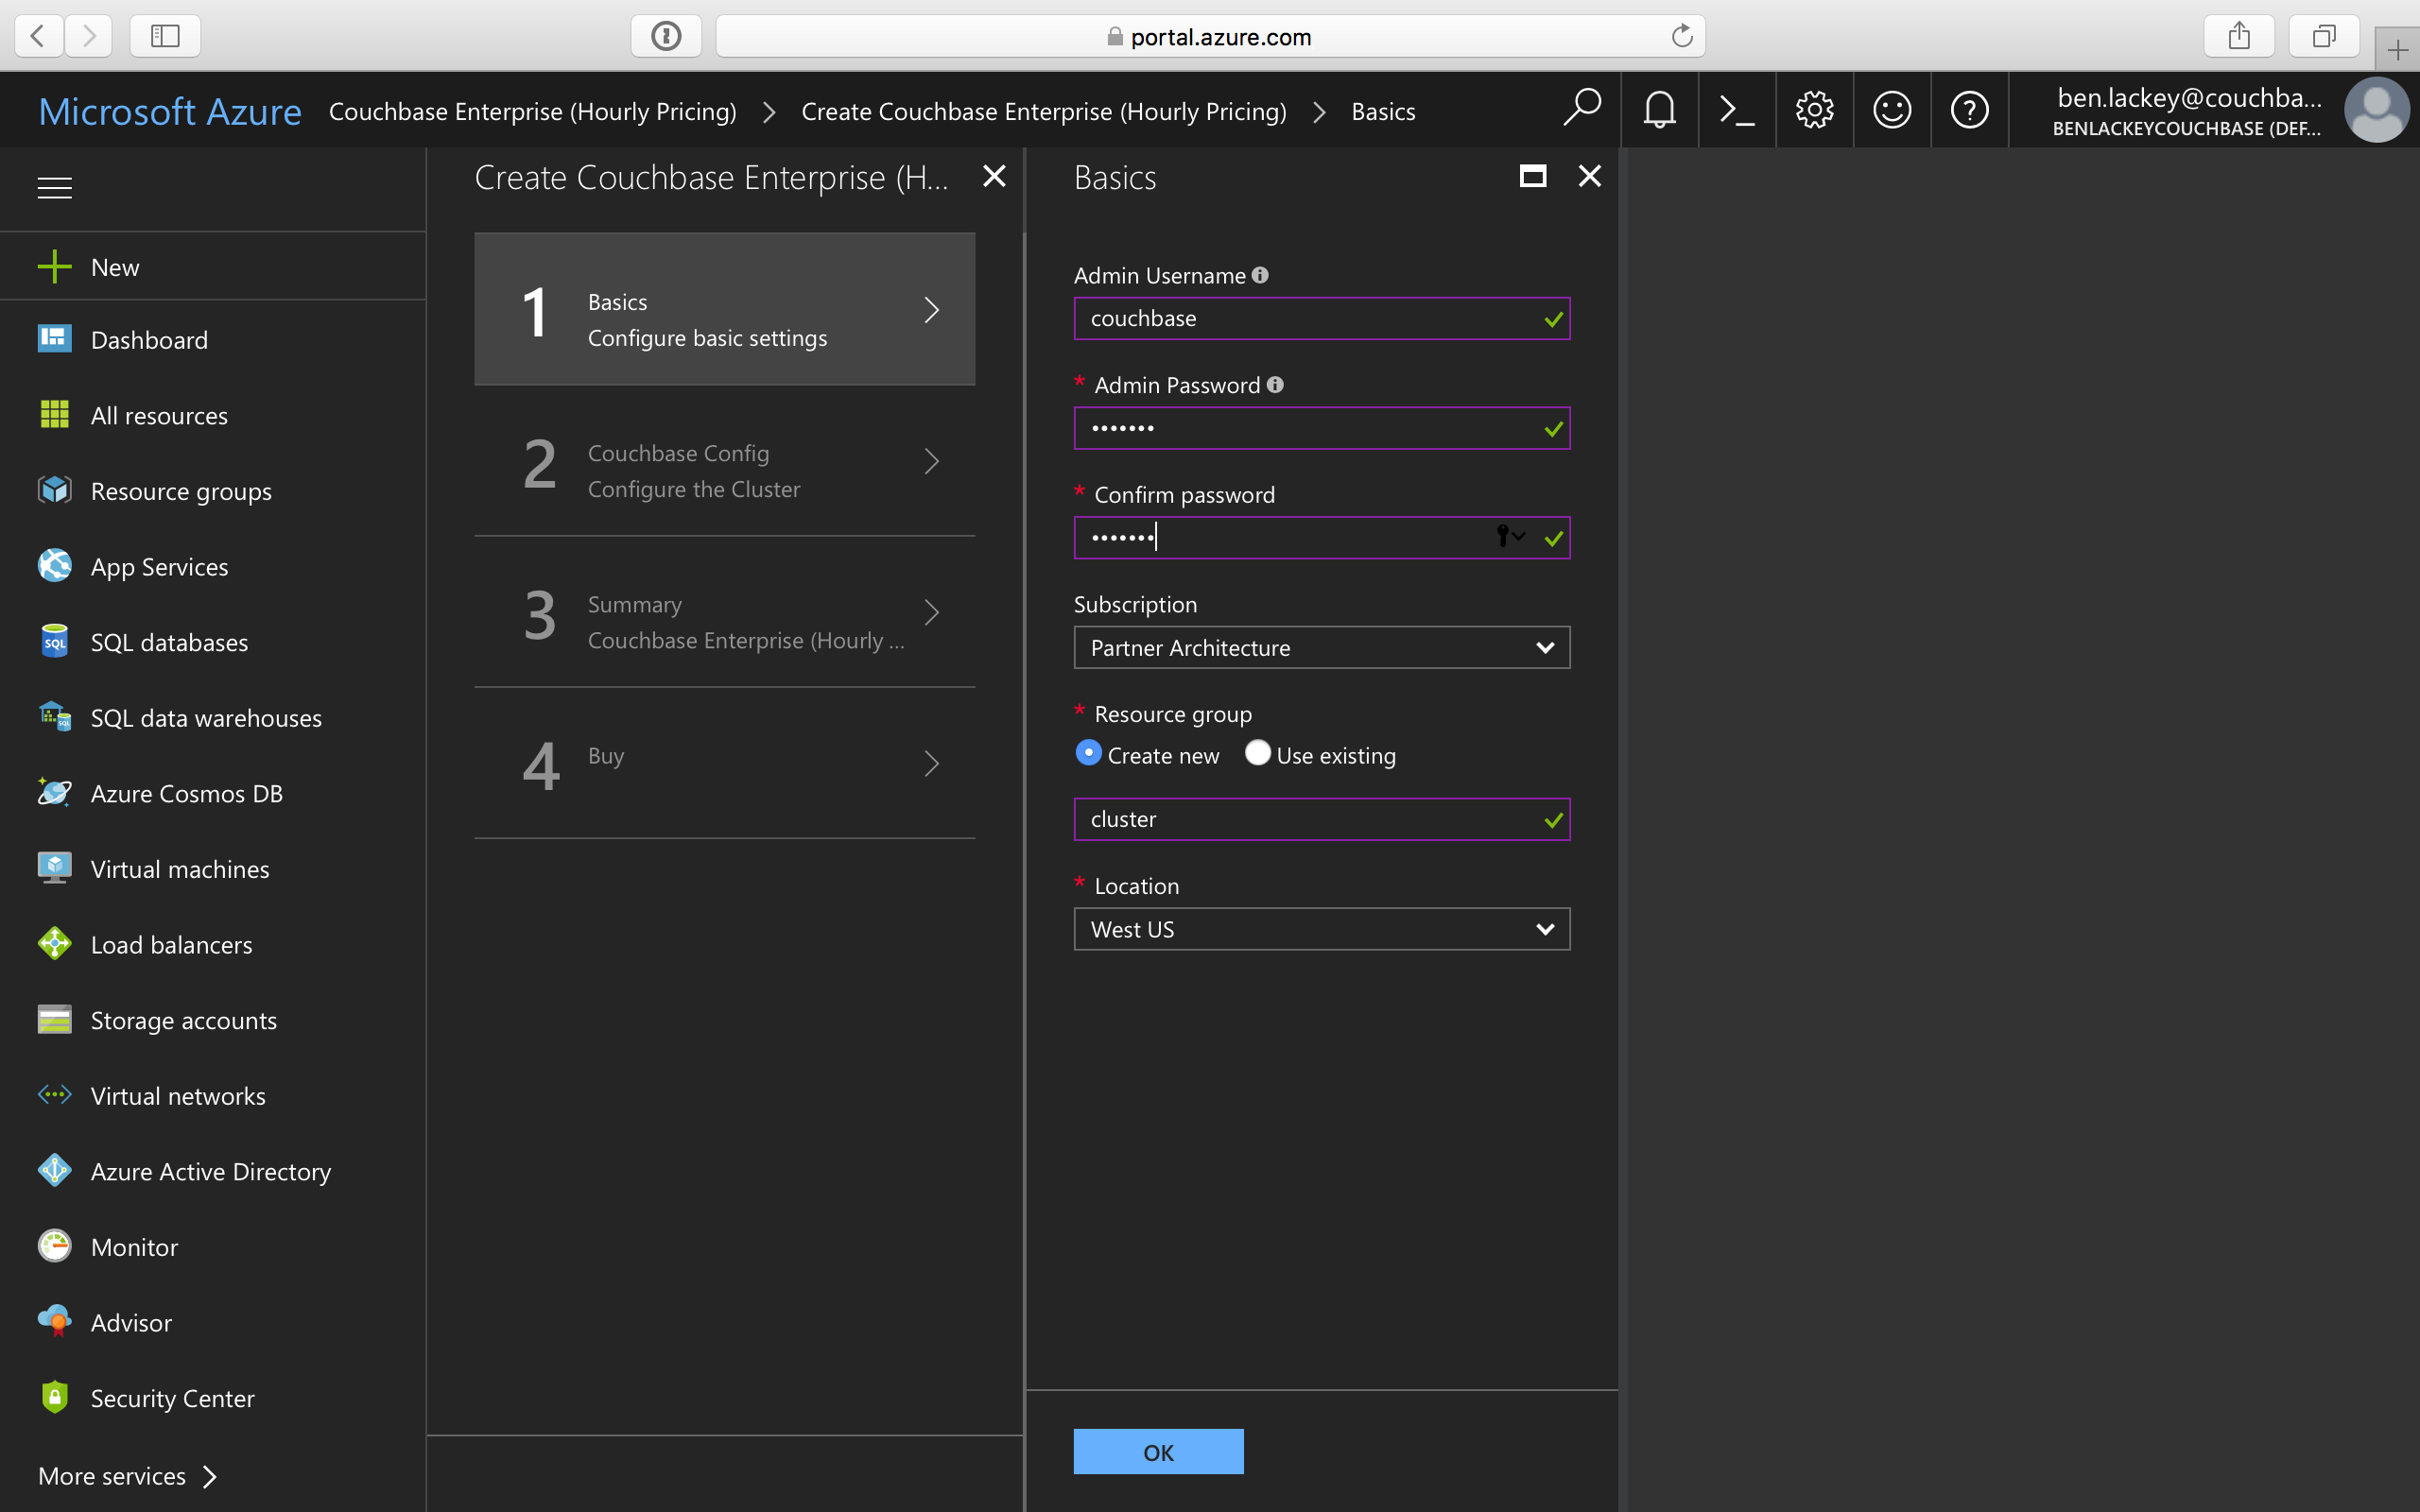 portal.azure.com
Microsoft Azure Couchbase Enterprise (Hourly Pricing) Create Couchbase Enterprise (Hourly Pricing) Basics
ben.lackey@couchba...
BENLACKEYCOUCHBASE (DEF...
New
Dashboard
All resources
Resource groups
App Services
SQL databases
SQL data warehouses
Azure Cosmos DB
Virtual machines
Load balancers
Storage accounts
Virtual networks
Azure Active Directory
Monitor
Advisor
Security Center
More services
Create Couchbase Enterprise (H...
1 Basics
Configure basic settings
2 Couchbase Config
Configure the Cluster
3 Summary
Couchbase Enterprise (Hourly ...
4 Buy
Basics
Admin Username
couchbase
* Admin Password
•••••••
* Confirm password
•••••••
Subscription
Partner Architecture
* Resource group
Create new Use existing
cluster
* Location
West US
OK